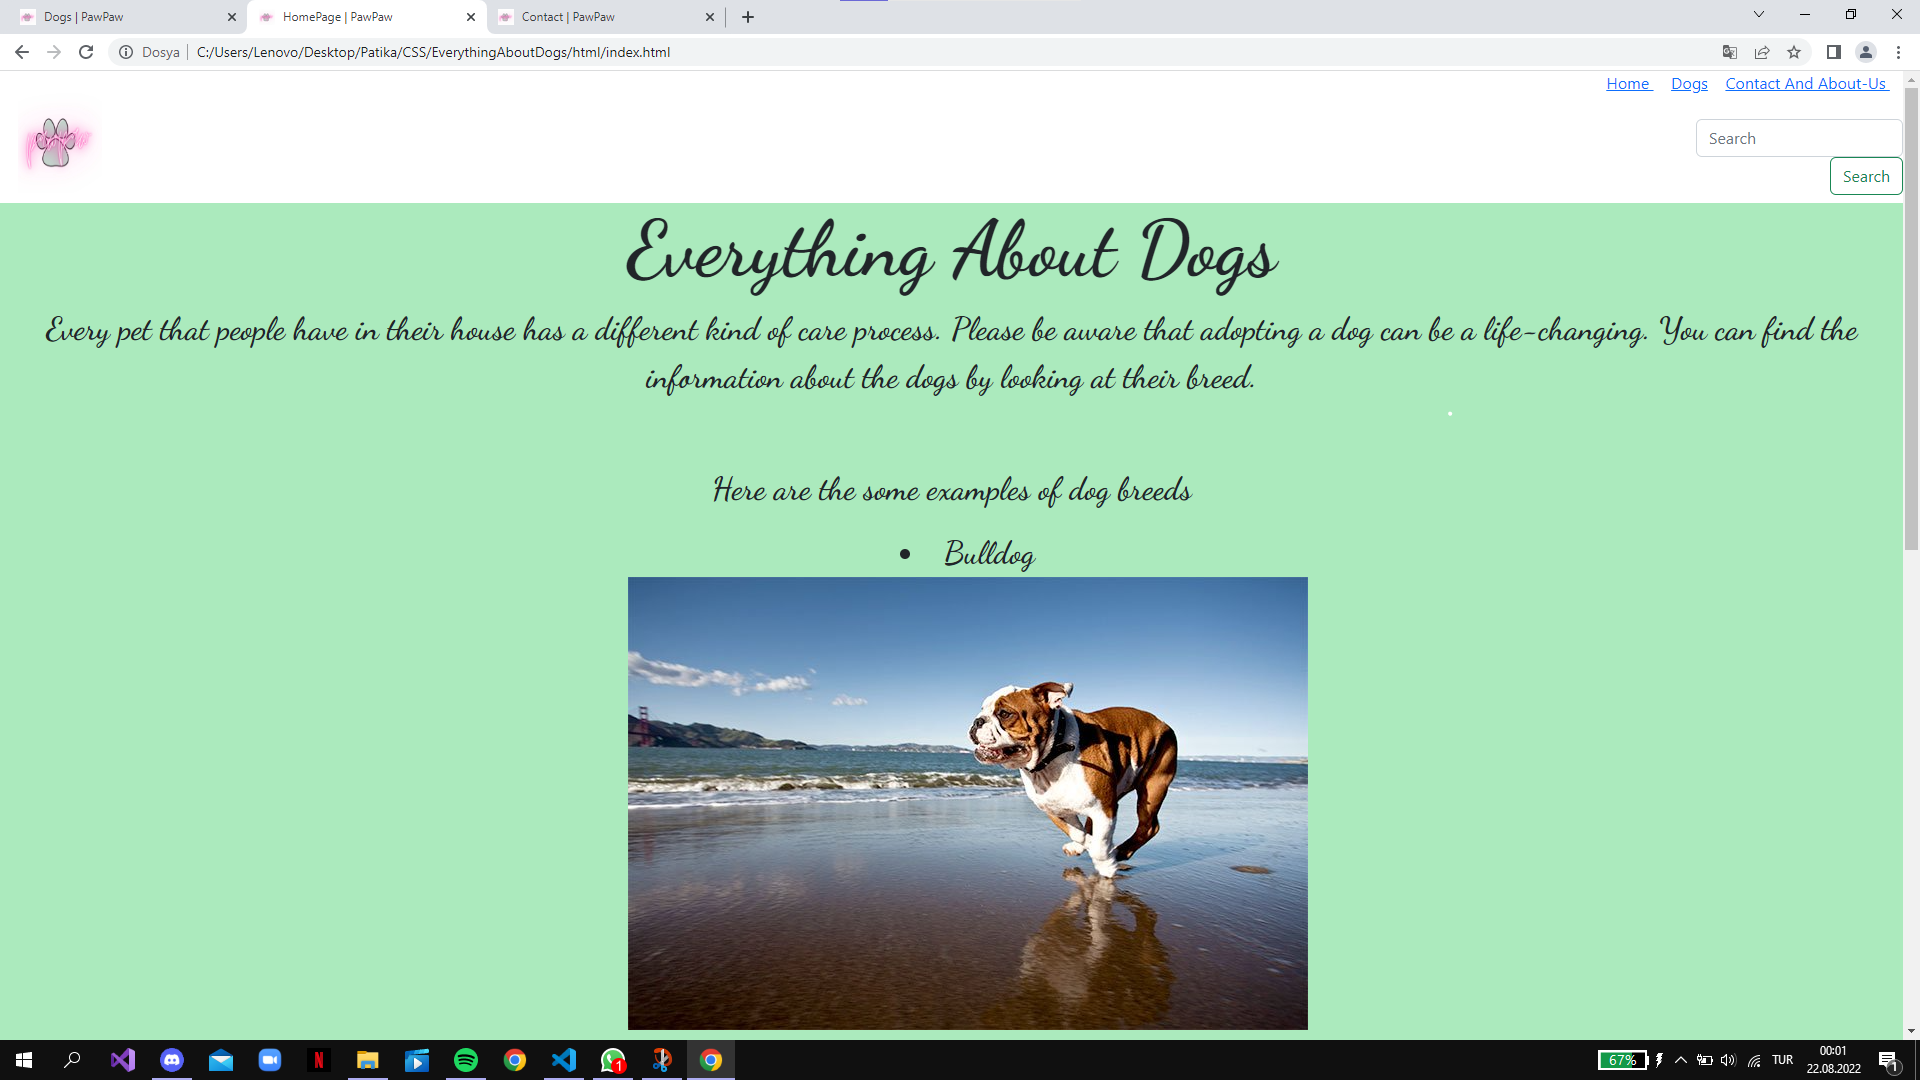 Dogs | PawPaw
HomePage | PawPaw
Contact | PawPaw
Dosya
C:/Users/Lenovo/Desktop/Patika/CSS/EverythingAboutDogs/html/index.html
Home Dogs Contact And About-Us
Search
Search
Everything About Dogs
Every pet that people have in their house has a different kind of care process. Please be aware that adopting a dog can be a life-changing. You can find the
information about the dogs by looking at their breed.
Here are the some examples of dog breeds
• Bulldog
N
1
67%
TUR
00:01
22.08.2022
1